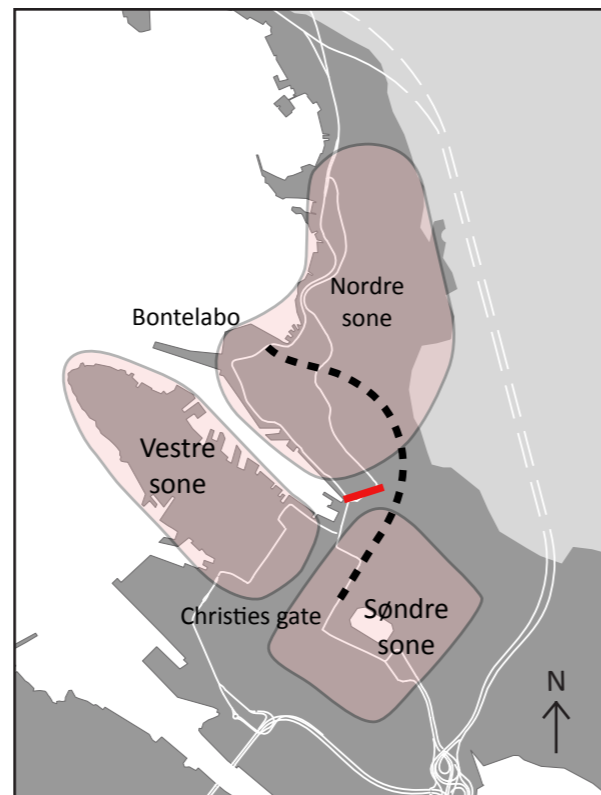 Nordre
sone
Bontelabo
Vestre
sone
Christies gate
Søndre
sone
N